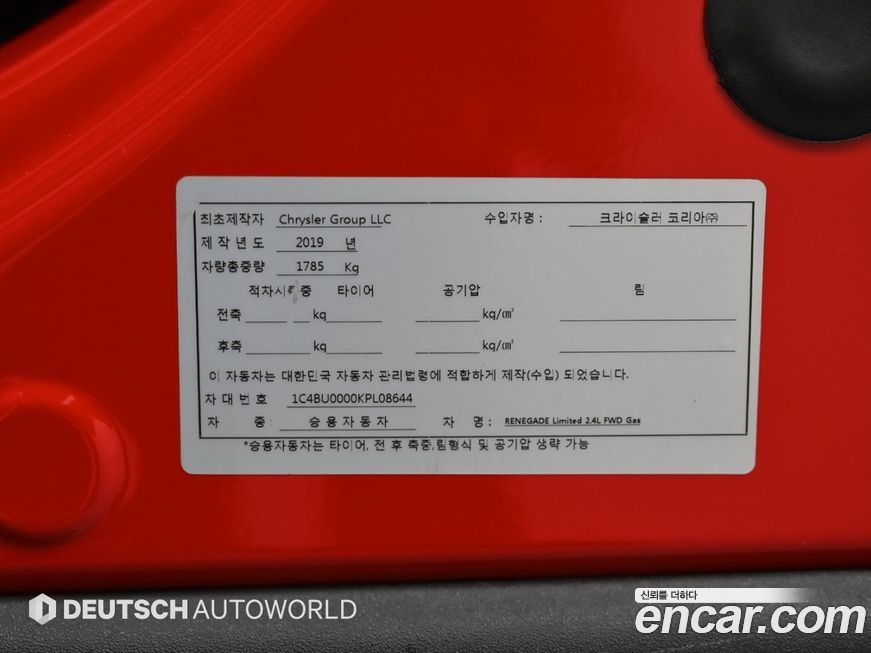 최초제작자 Chrysler Group LLC 수입자명 : 크라이슬러 코리아㈜
제 작 년 도 2019 년
차량총중량 1785 Kg
적차시륜중 타이어 공기압 림
전축 kg kg/㎠
후축 kg kg/㎠
이 자동차는 대한민국 자동차 관리법령에 적합하게 제작(수입) 되었습니다.
차 대 번 호 1C4BU0000KPL08644
차 종 : 승 용 자 동 차 차 명 : RENEGADE Limited 2.4L FWD Gas
*승용자동차는 타이어, 전 후 축중,림형식 및 공기압 생략 가능
DEUTSCH AUTOWORLD
신뢰를 더하다
encar.com